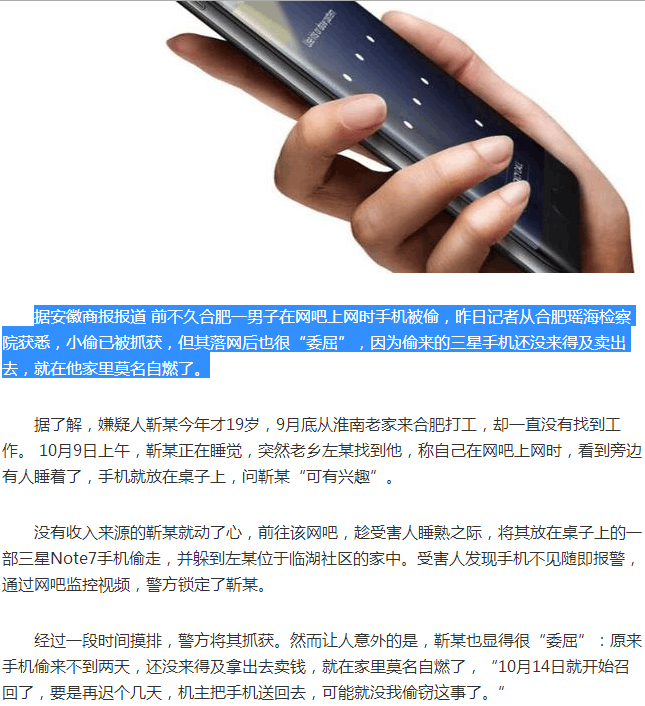 据安徽商报报道 前不久合肥一男子在网吧上网时手机被偷，昨日记者从合肥瑶海检察
院获悉，小偷已被抓获，但其落网后也很“委屈”，因为偷来的三星手机还没来得及卖出
去，就在他家里莫名自燃了。
据了解，嫌疑人靳某今年才19岁，9月底从淮南老家来合肥打工，却一直没有找到工
作。 10月9日上午，靳某正在睡觉，突然老乡左某找到他，称自己在网吧上网时，看到旁边
有人睡着了，手机就放在桌子上，问靳某“可有兴趣”。
没有收入来源的靳某就动了心，前往该网吧，趁受害人睡熟之际，将其放在桌子上的一
部三星Note7手机偷走，并躲到左某位于临湖社区的家中。受害人发现手机不见随即报警，
通过网吧监控视频，警方锁定了靳某。
经过一段时间摸排，警方将其抓获。然而让人意外的是，靳某也显得很“委屈”：原来
手机偷来不到两天，还没来得及拿出去卖钱，就在家里莫名自燃了，“10月14日就开始召
回了，要是再迟个几天，机主把手机送回去，可能就没我偷窃这事了。”